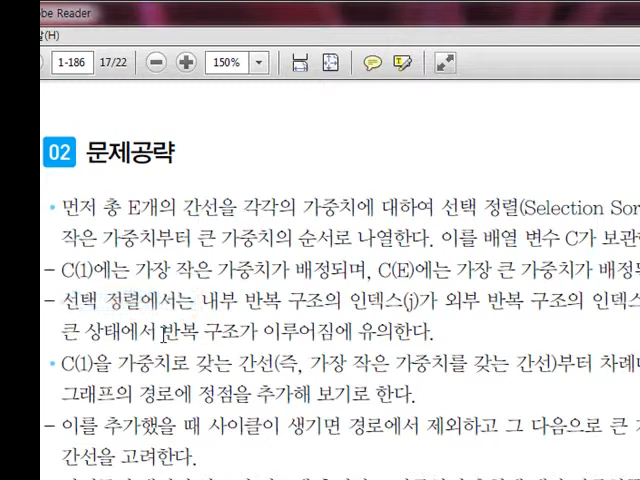 be Reader
(H)
1-186 17/22 150%
02 문제공략
• 먼저 총 E개의 간선을 각각의 가중치에 대하여 선택 정렬(Selection Sor
작은 가중치부터 큰 가중치의 순서로 나열한다. 이를 배열 변수 C가 보관
– C(1)에는 가장 작은 가중치가 배정되며, C(E)에는 가장 큰 가중치가 배정
– 선택 정렬에서는 내부 반복 구조의 인덱스(j)가 외부 반복 구조의 인덱
큰 상태에서 반복 구조가 이루어짐에 유의한다.
• C(1)을 가중치로 갖는 간선(즉, 가장 작은 가중치를 갖는 간선)부터 차례
그래프의 경로에 정점을 추가해 보기로 한다.
– 이를 추가했을 때 사이클이 생기면 경로에서 제외하고 그 다음으로 큰
간선을 고려한다.